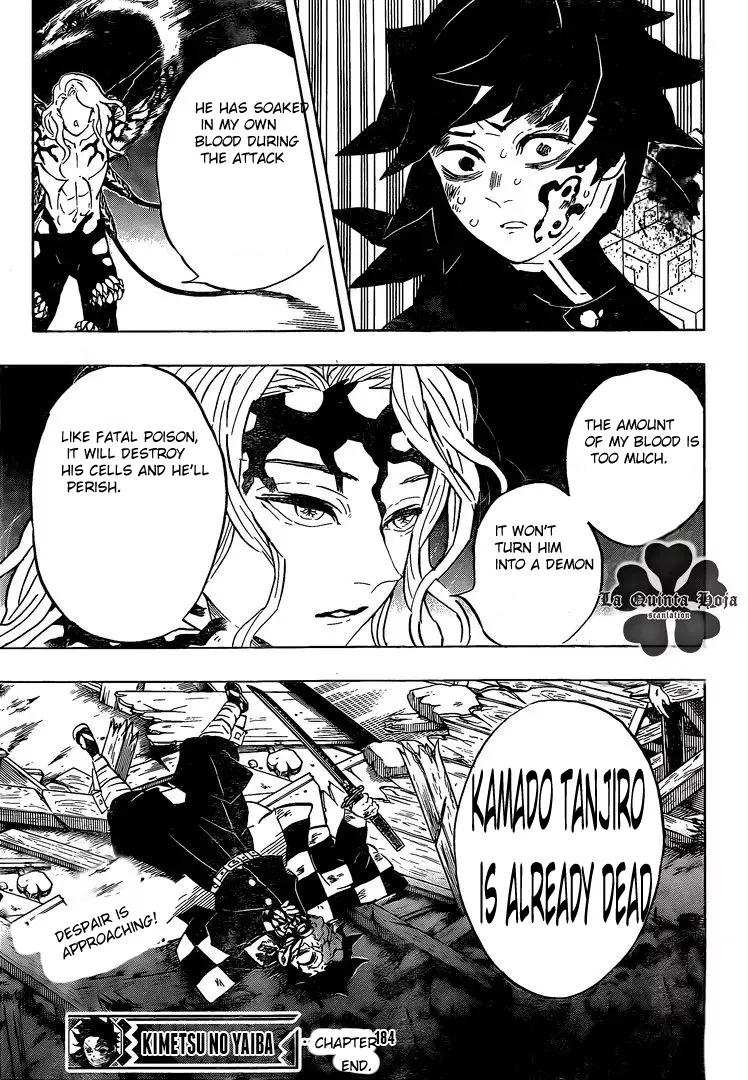 HE HAS SOAKED
IN MY OWN
BLOOD DURING
THE ATTACK
THE AMOUNT
OF MY BLOOD IS
TOO MUCH.
IT WON'T
TURN HIM
INTO A DEMON
LIKE FATAL POISON,
IT WILL DESTROY
HIS CELLS AND HE'LL
PERISH.
La Quinta Hoja
scanlation
KAMADO TANJIRO
IS ALREADY DEAD
DESPAIR IS
APPROACHING!
KIMETSU NO YAIBA
CHAPTER 184
END.